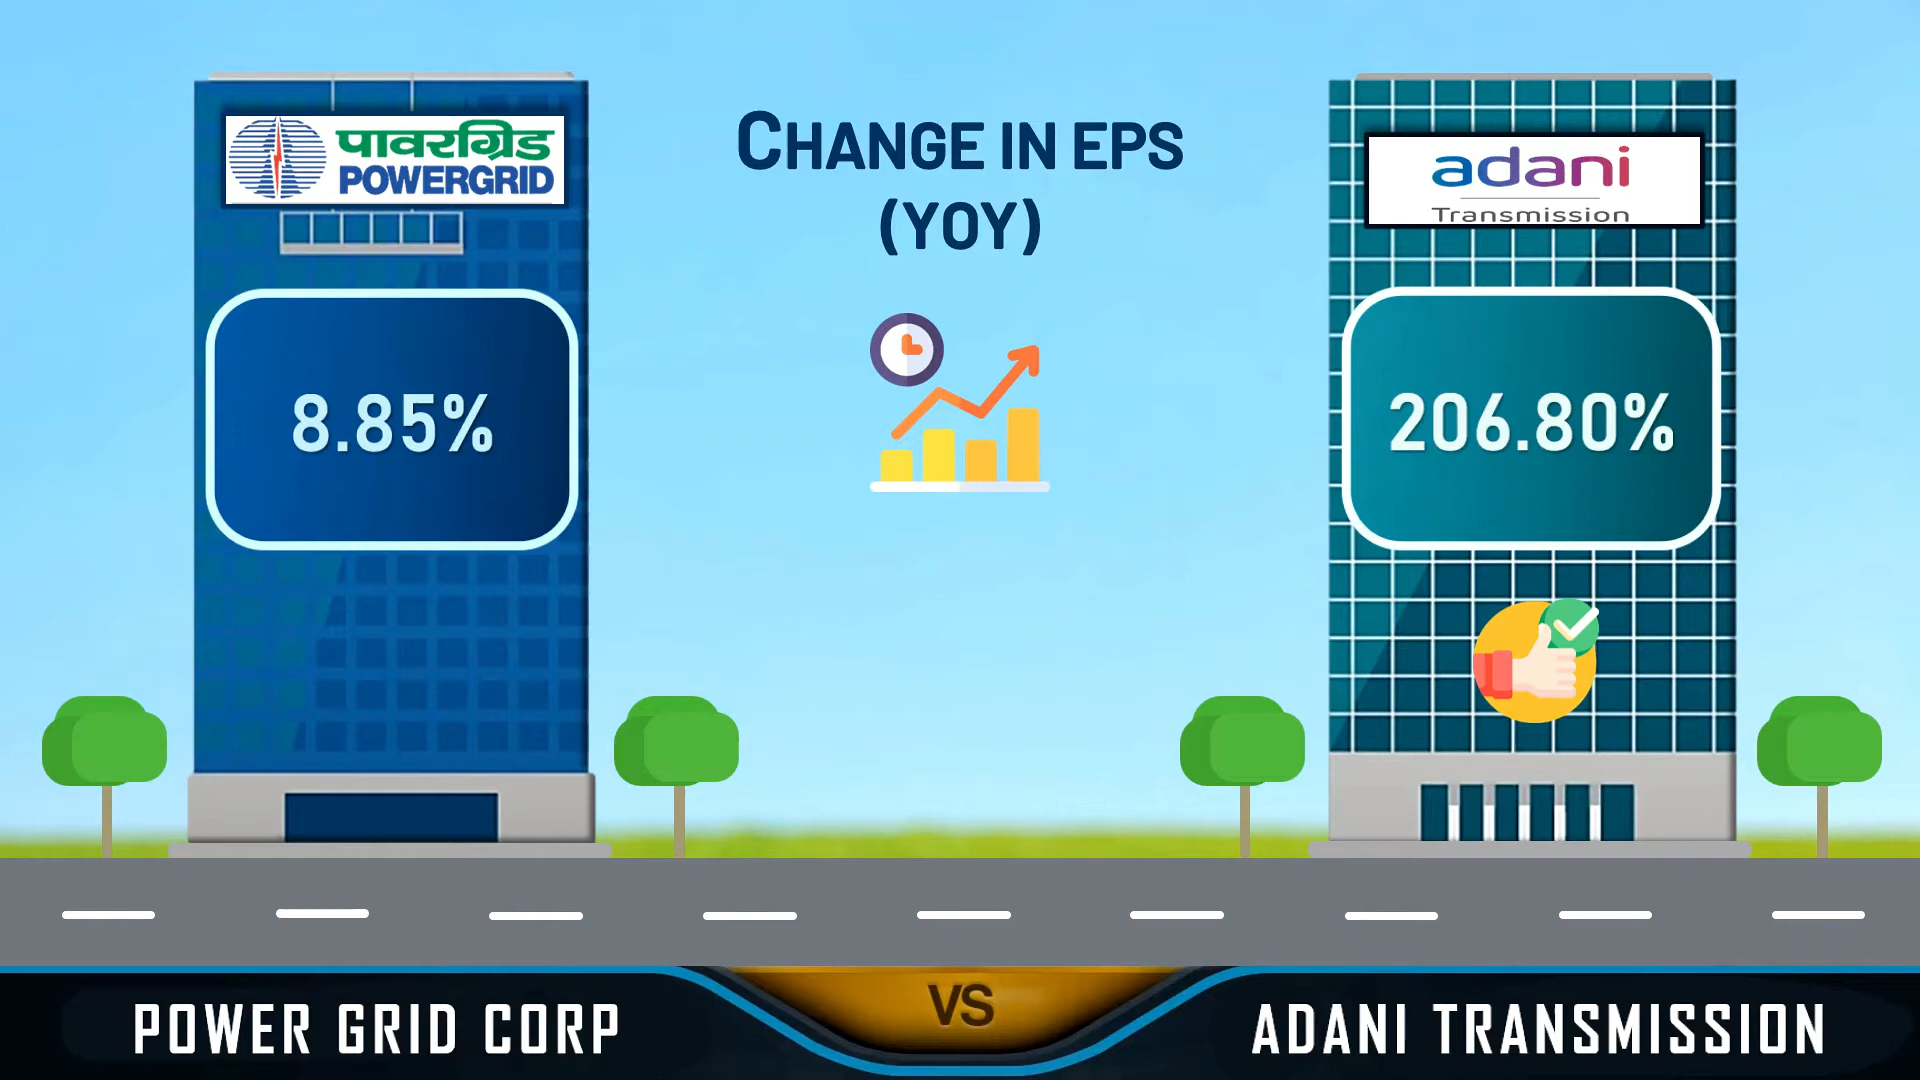 पावरग्रिड
POWERGRID
CHANGE IN EPS
(YOY)
adani
Transmission
8.85%
206.80%
POWER GRID CORP
VS
ADANI TRANSMISSION